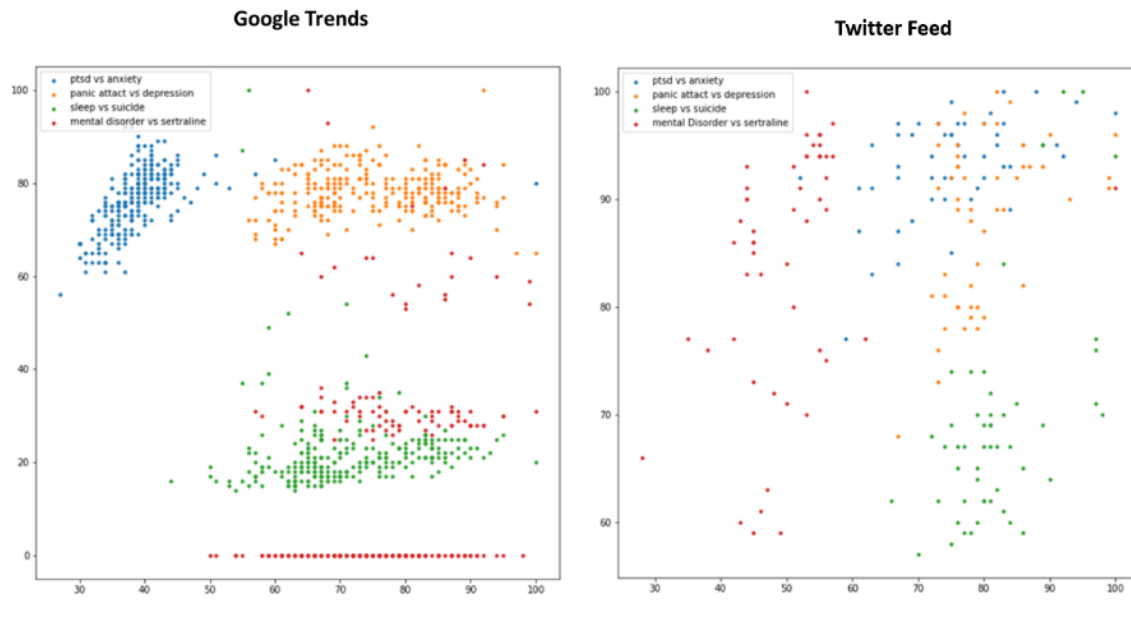 Google Trends
ptsd vs anxiety
panic attact vs depression
sleep vs suicide
mental disorder vs sertraline
100
80
60
40
20
0
30 40 50 60 70 80 90 100
Twitter Feed
ptsd vs anxiety
panic attact vs depression
sleep vs suicide
mental Disorder vs sertraline
100
90
80
70
60
30 40 50 60 70 80 90 100